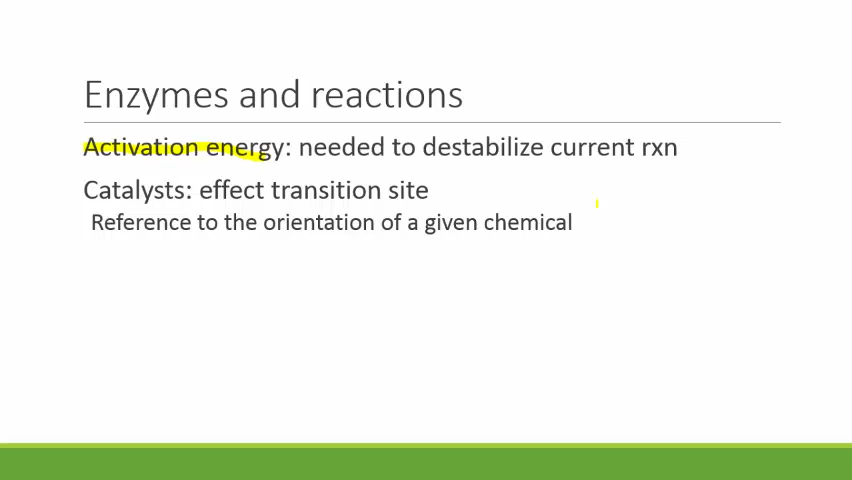 Enzymes and reactions
Activation energy: needed to destabilize current rxn
Catalysts: effect transition site
Reference to the orientation of a given chemical